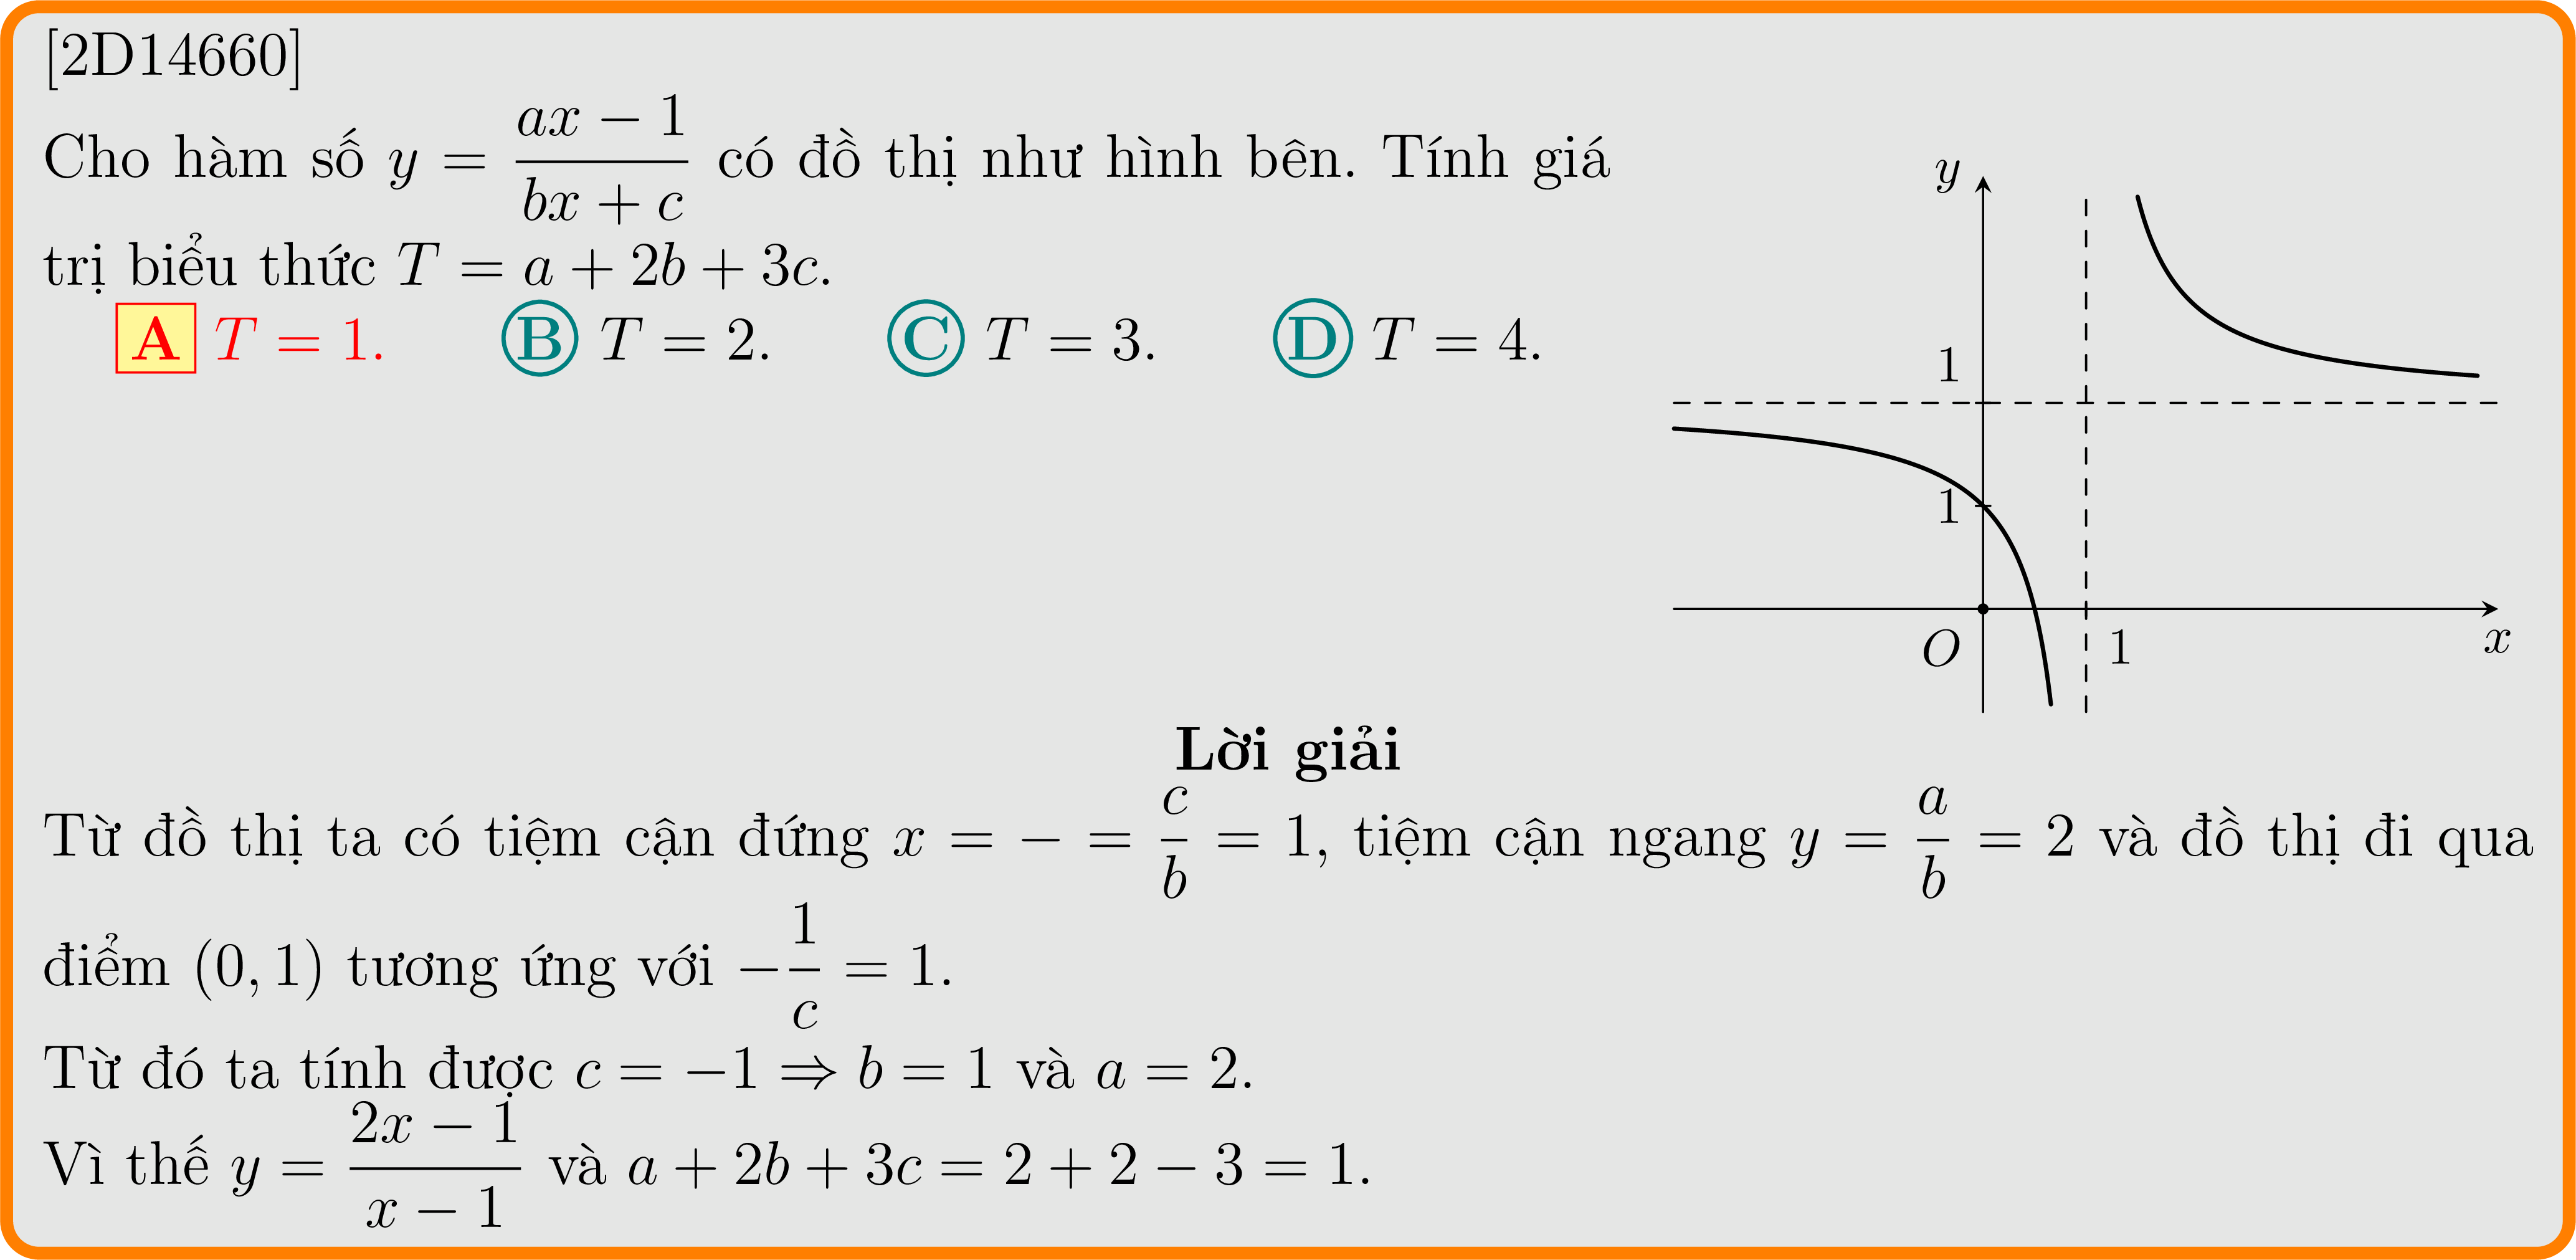 [2D14660]
Cho hàm số y = \frac{ax − 1}{bx + c} có đồ thị như hình bên. Tính giá
trị biểu thức T = a + 2b + 3c.
A T = 1. B T = 2. C T = 3. D T = 4.
y
1
1
O
1
x
Lời giải
Từ đồ thị ta có tiệm cận đứng x = − = \frac{c}{b} = 1, tiệm cận ngang y = \frac{a}{b} = 2 và đồ thị đi qua
điểm (0, 1) tương ứng với −\frac{1}{c} = 1.
Từ đó ta tính được c = −1 ⇒ b = 1 và a = 2.
Vì thế y = \frac{2x − 1}{x − 1} và a + 2b + 3c = 2 + 2 − 3 = 1.